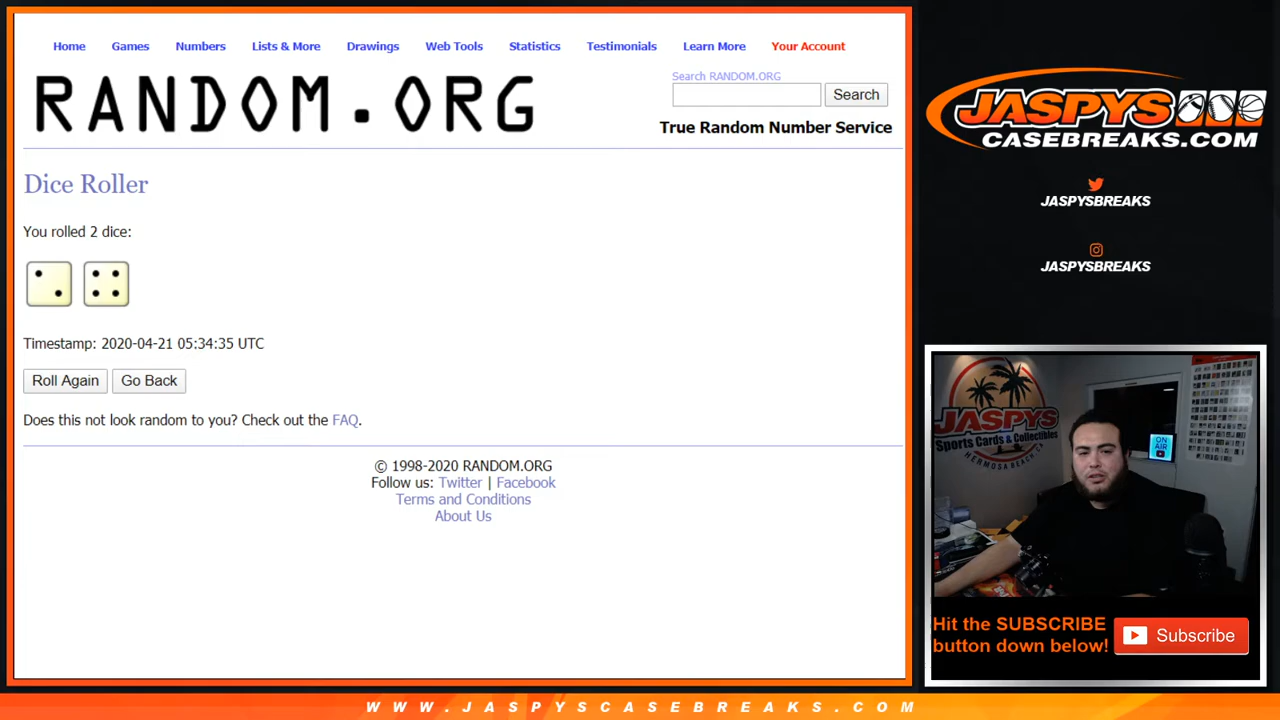 Home Games Numbers Lists & More Drawings Web Tools Statistics Testimonials Learn More Your Account
RANDOM.ORG
Search RANDOM.ORG
Search
True Random Number Service
Dice Roller
You rolled 2 dice:
Timestamp: 2020-04-21 05:34:35 UTC
Roll Again Go Back
Does this not look random to you? Check out the FAQ.
© 1998-2020 RANDOM.ORG
Follow us: Twitter | Facebook
Terms and Conditions
About Us
JASPYS
CASEBREAKS.COM
JASPYSBREAKS
JASPYSBREAKS
JASPYS
Sports Cards & Collectibles
HERMOSA BEACH CA
ON
AIR
Hit the SUBSCRIBE
button down below!
Subscribe
WWW.JASPYSCASEBREAKS.COM